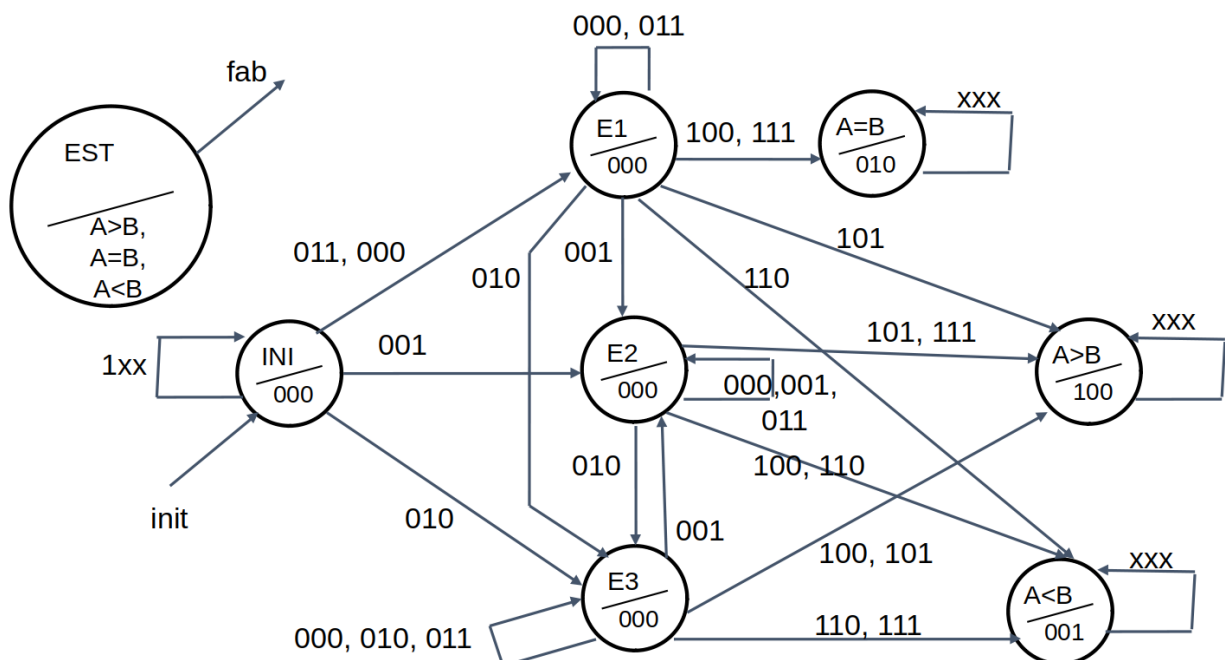 000, 011
fab
xxx
E1
100, 111
A=B
EST
000
010
A>B,
A=B,
A<B
011, 000
010
001
101
110
1xx
INI
000
001
E2
000
101, 111
xxx
A>B
100
000,001,
011
010
100, 110
init
010
001
100, 101
xxx
E3
000
A<B
001
000, 010, 011
110, 111